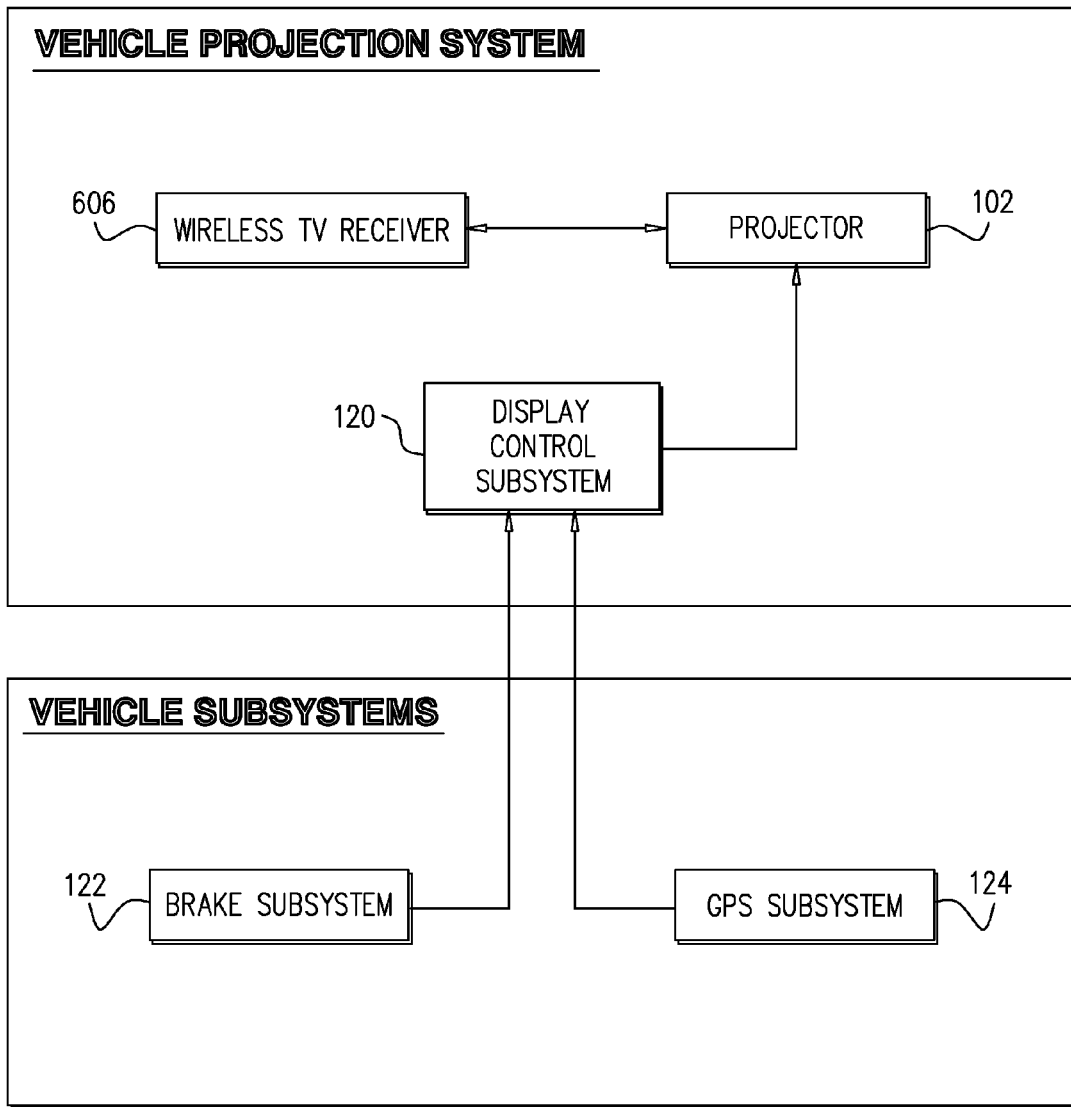 VEHICLE PROJECTION SYSTEM
606
WIRELESS TV RECEIVER
PROJECTOR
102
120
DISPLAY
CONTROL
SUBSYSTEM
VEHICLE SUBSYSTEMS
122
BRAKE SUBSYSTEM
GPS SUBSYSTEM
124